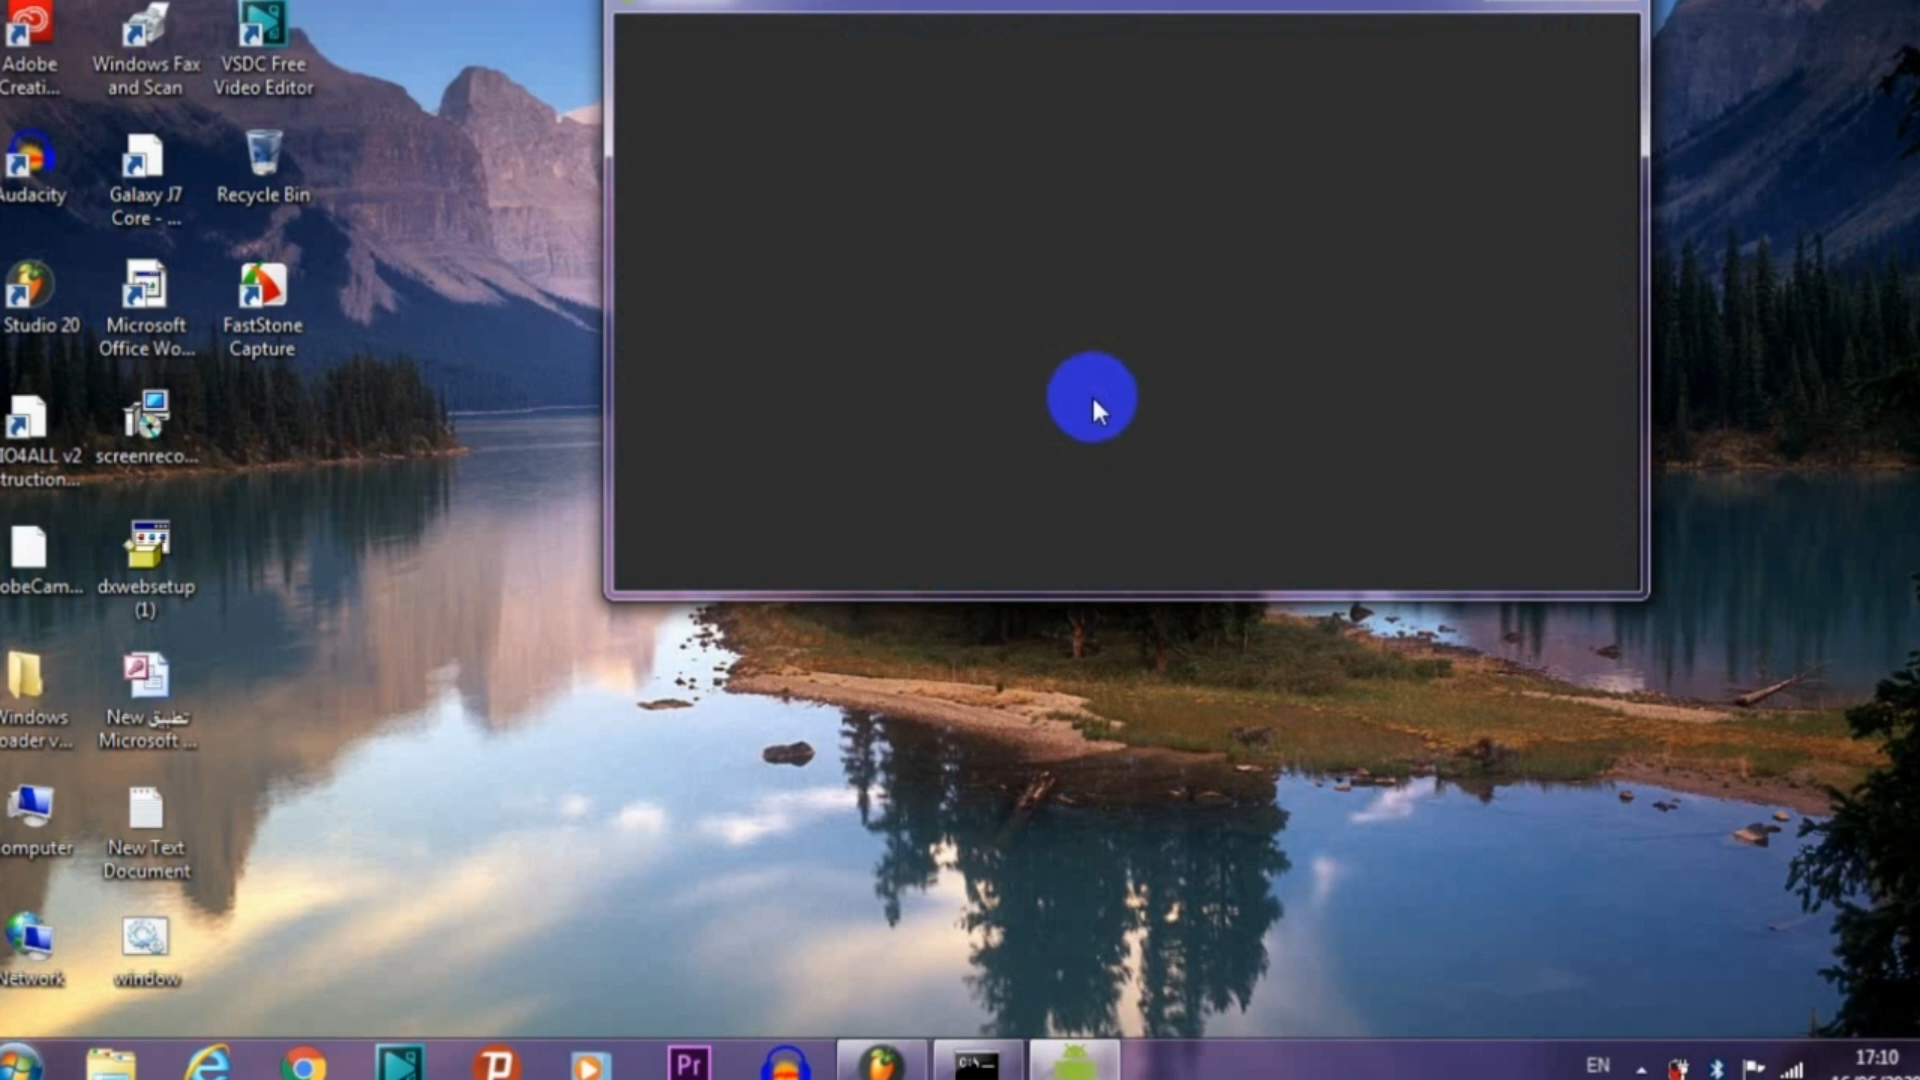 Adobe
Creati...
Windows Fax
and Scan
VSDC Free
Video Editor
Audacity
Galaxy J7
Core - ...
Recycle Bin
Studio 20
Microsoft
Office Wo...
FastStone
Capture
IO4ALL v2
truction...
screenreco...
obeCam...
dxwebsetup
(1)
Windows
oader v...
New تطبيق
Microsoft ...
omputer
New Text
Document
Network
window
Pr
C:\_
EN
17:10